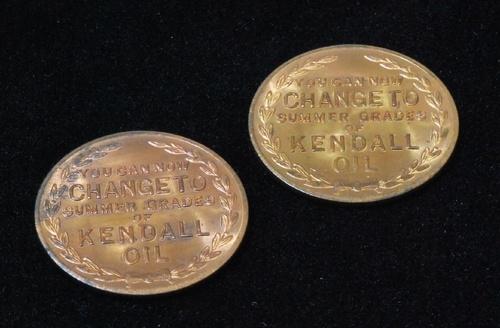 YOU CAN NOW
CHANGE TO
SUMMER GRADES
OF
KENDALL
OIL
YOU CAN NOW
CHANGE TO
SUMMER GRADES
OF
KENDALL
OIL